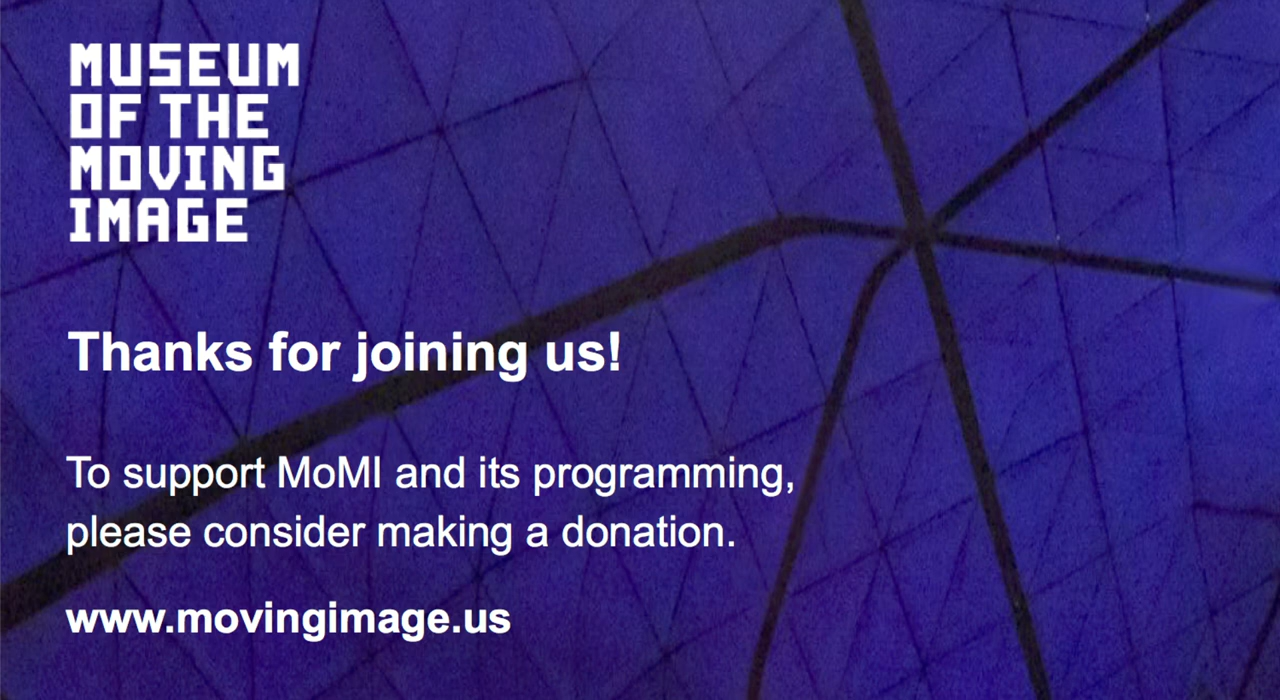 MUSEUM
OF THE
MOVING
IMAGE
Thanks for joining us!
To support MoMI and its programming,
please consider making a donation.
www.movingimage.us